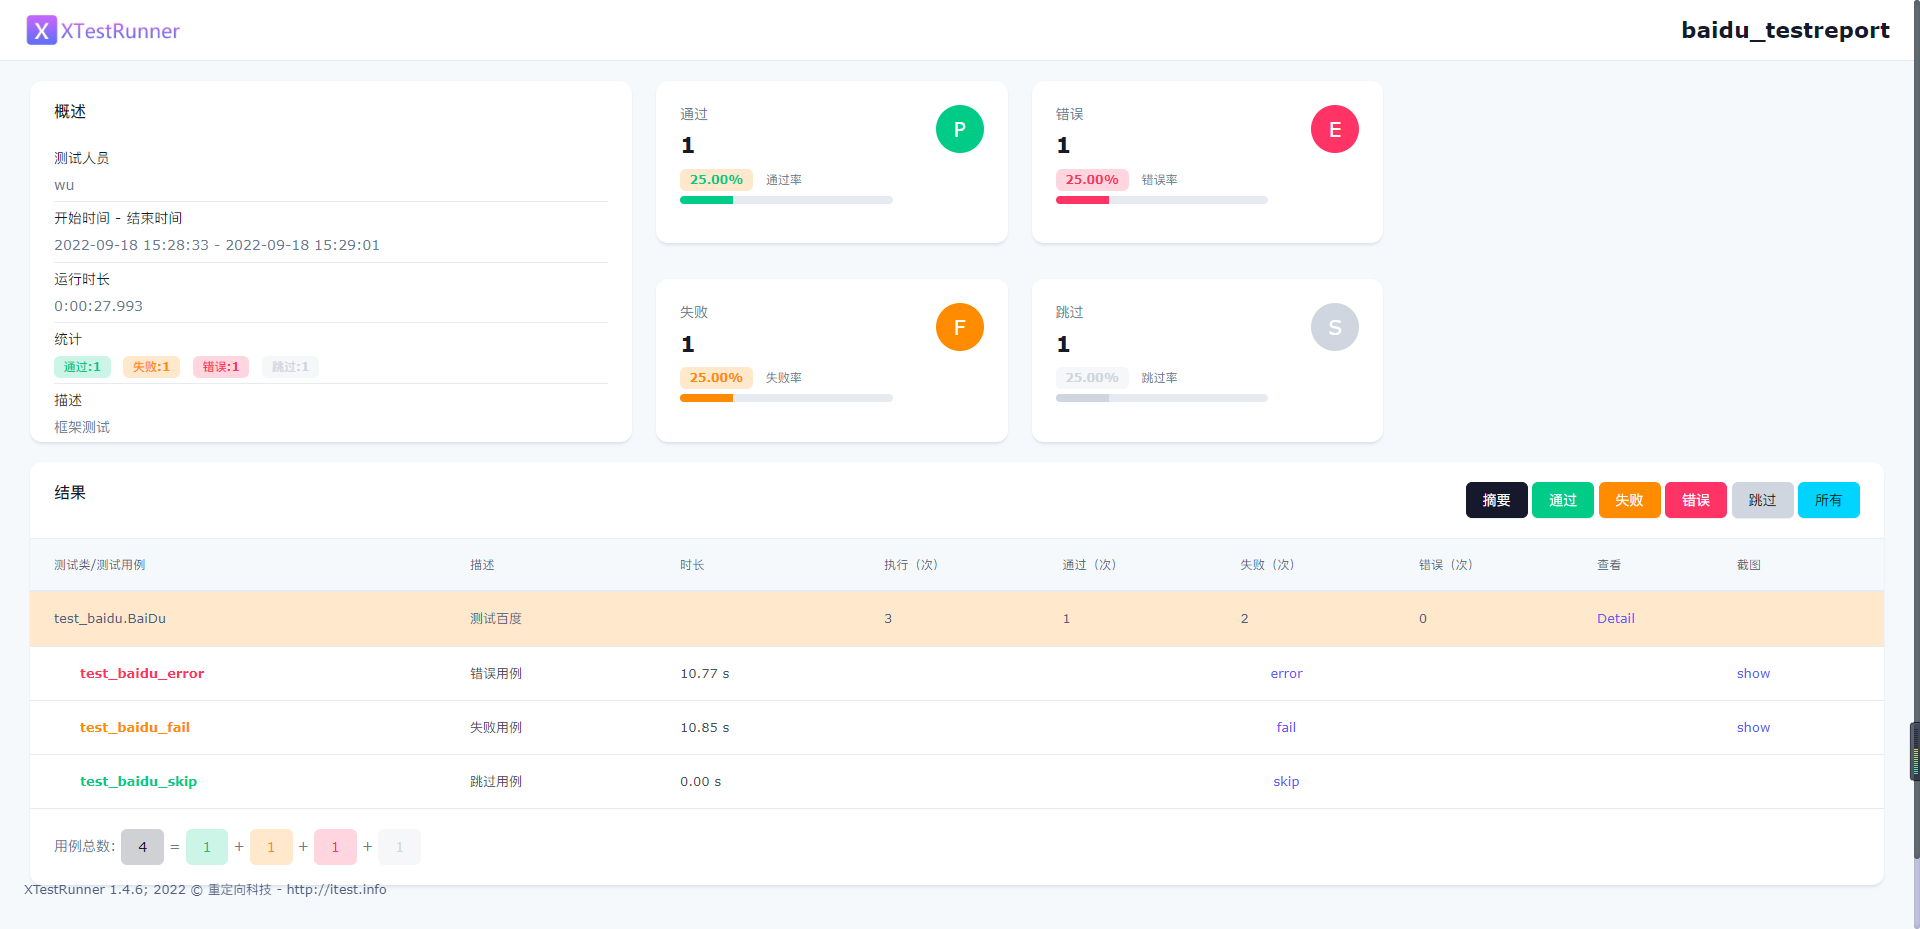 X XTestRunner
baidu_testreport
概述
测试人员
wu
开始时间 - 结束时间
2022-09-18 15:28:33 - 2022-09-18 15:29:01
运行时长
0:00:27.993
统计
通过:1 失败:1 错误:1 跳过:1
描述
框架测试
通过
1
P
25.00% 通过率
错误
1
E
25.00% 错误率
失败
1
F
25.00% 失败率
跳过
1
S
25.00% 跳过率
结果
摘要 通过 失败 错误 跳过 所有
测试类/测试用例 描述 时长 执行（次） 通过（次） 失败（次） 错误（次） 查看 截图
test_baidu.BaiDu 测试百度 3 1 2 0 Detail
test_baidu_error 错误用例 10.77 s error show
test_baidu_fail 失败用例 10.85 s fail show
test_baidu_skip 跳过用例 0.00 s skip
用例总数: 4 = 1 + 1 + 1 + 1
XTestRunner 1.4.6; 2022 © 重定向科技 - http://itest.info